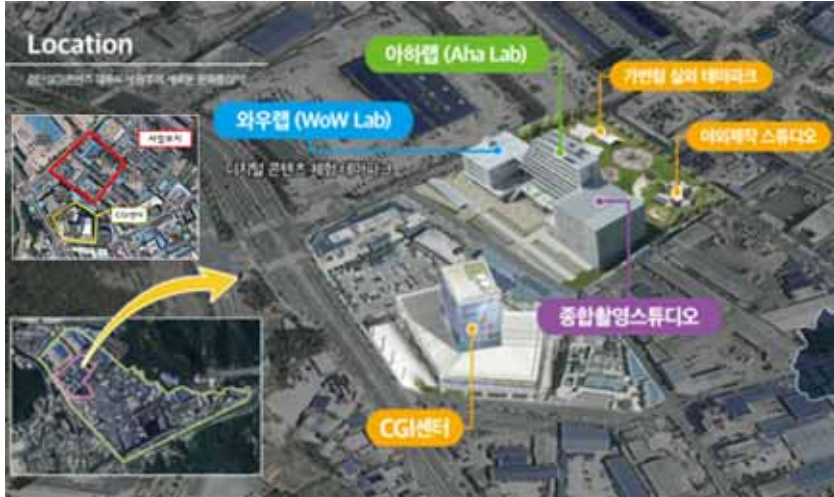 Location
아하랩 (Aha Lab)
가변형 실외 테마파크
와우랩 (WoW Lab)
야외제작 스튜디오
디지털 콘텐츠 체험 테마파크
사업부지
CGI센터
종합촬영스튜디오
CGI센터